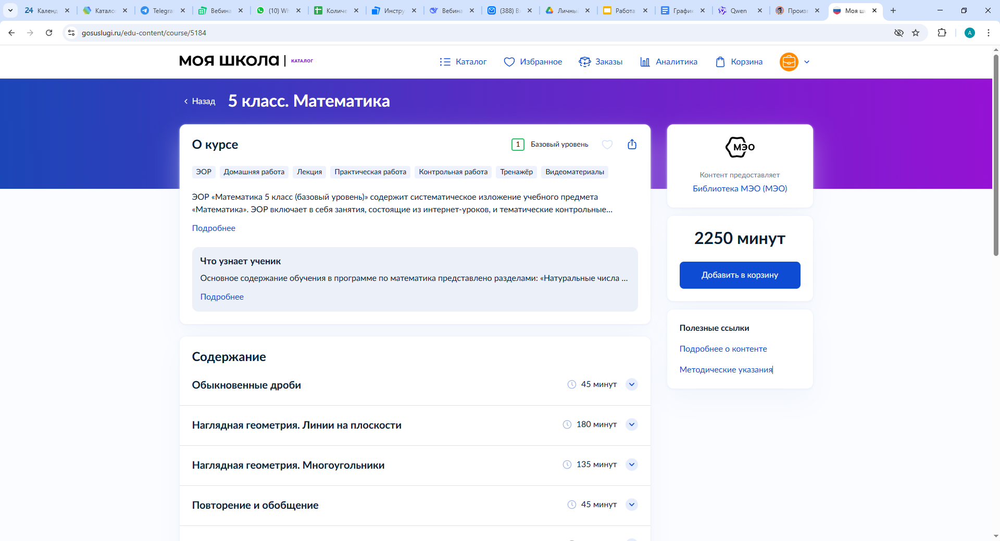 24 Календ
Катало
Telegra
Вебина
(10) Wh
Количе
Инстру
Вебина
(388) Вх
Личны
Работа
График
Qwen
Произв
Моя ш
gosuslugi.ru/edu-content/course/5184
A
МОЯ ШКОЛА | КАТАЛОГ
Каталог
Избранное
Заказы
Аналитика
Корзина
Назад
5 класс. Математика
О курсе
1 Базовый уровень
ЭОР Домашняя работа Лекция Практическая работа Контрольная работа Тренажёр Видеоматериалы
ЭОР «Математика 5 класс (базовый уровень)» содержит систематическое изложение учебного предмета
«Математика». ЭОР включает в себя занятия, состоящие из интернет-уроков, и тематические контрольные...
Подробнее
Что узнает ученик
Основное содержание обучения в программе по математика представлено разделами: «Натуральные числа ...
Подробнее
МЭО
Контент предоставляет
Библиотека МЭО (МЭО)
2250 минут
Добавить в корзину
Полезные ссылки
Подробнее о контенте
Методические указания
Содержание
Обыкновенные дроби 45 минут
Наглядная геометрия. Линии на плоскости 180 минут
Наглядная геометрия. Многоугольники 135 минут
Повторение и обобщение 45 минут